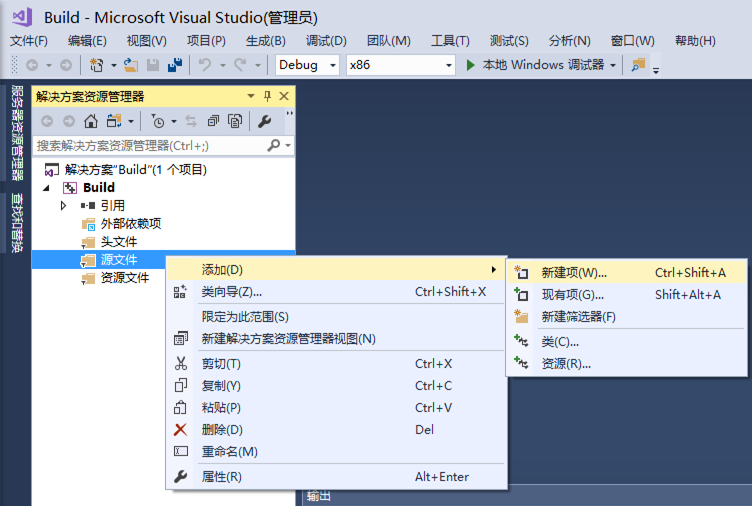 Build - Microsoft Visual Studio(管理员)
文件(F) 编辑(E) 视图(V) 项目(P) 生成(B) 调试(D) 团队(M) 工具(T) 测试(S) 分析(N) 窗口(W) 帮助(H)
Debug x86 本地 Windows 调试器
服务器资源管理器
查找和替换
解决方案资源管理器
搜索解决方案资源管理器(Ctrl+;)
解决方案"Build"(1 个项目)
Build
引用
外部依赖项
头文件
源文件
资源文件
添加(D)
类向导(Z)... Ctrl+Shift+X
限定为此范围(S)
新建解决方案资源管理器视图(N)
剪切(T) Ctrl+X
复制(Y) Ctrl+C
粘贴(P) Ctrl+V
删除(D) Del
重命名(M)
属性(R) Alt+Enter
新建项(W)... Ctrl+Shift+A
现有项(G)... Shift+Alt+A
新建筛选器(F)
类(C)...
资源(R)...
输出